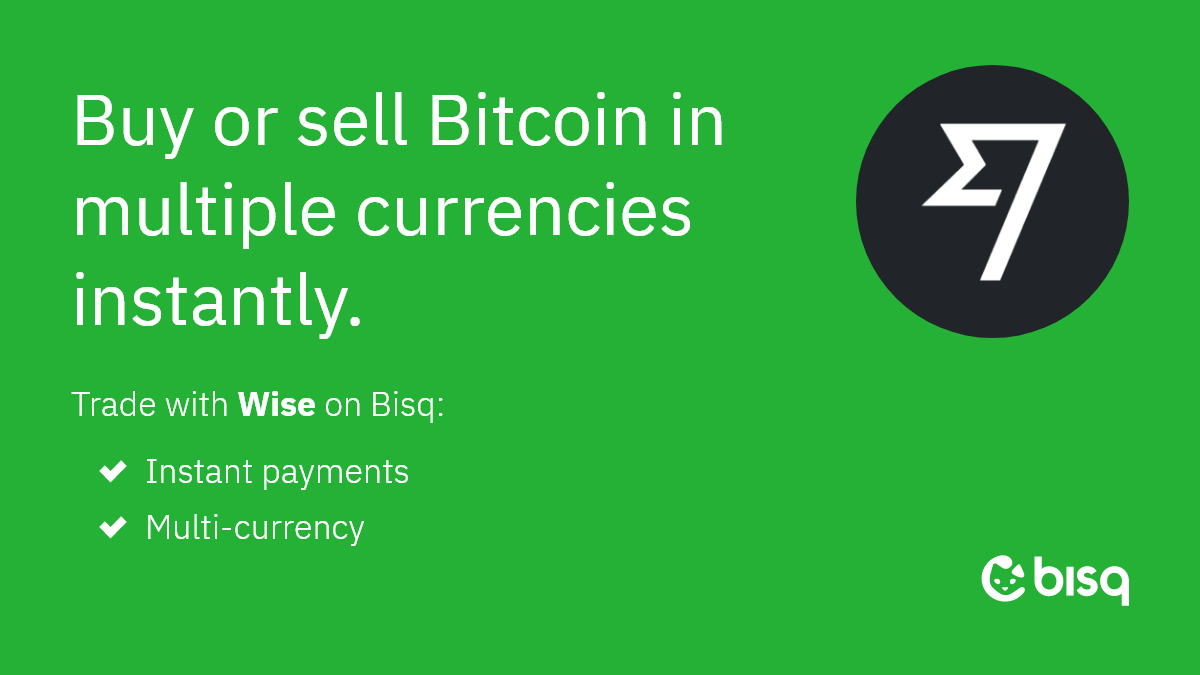 Buy or sell Bitcoin in
multiple currencies
instantly.
Trade with Wise on Bisq:
Instant payments
Multi-currency
bisq